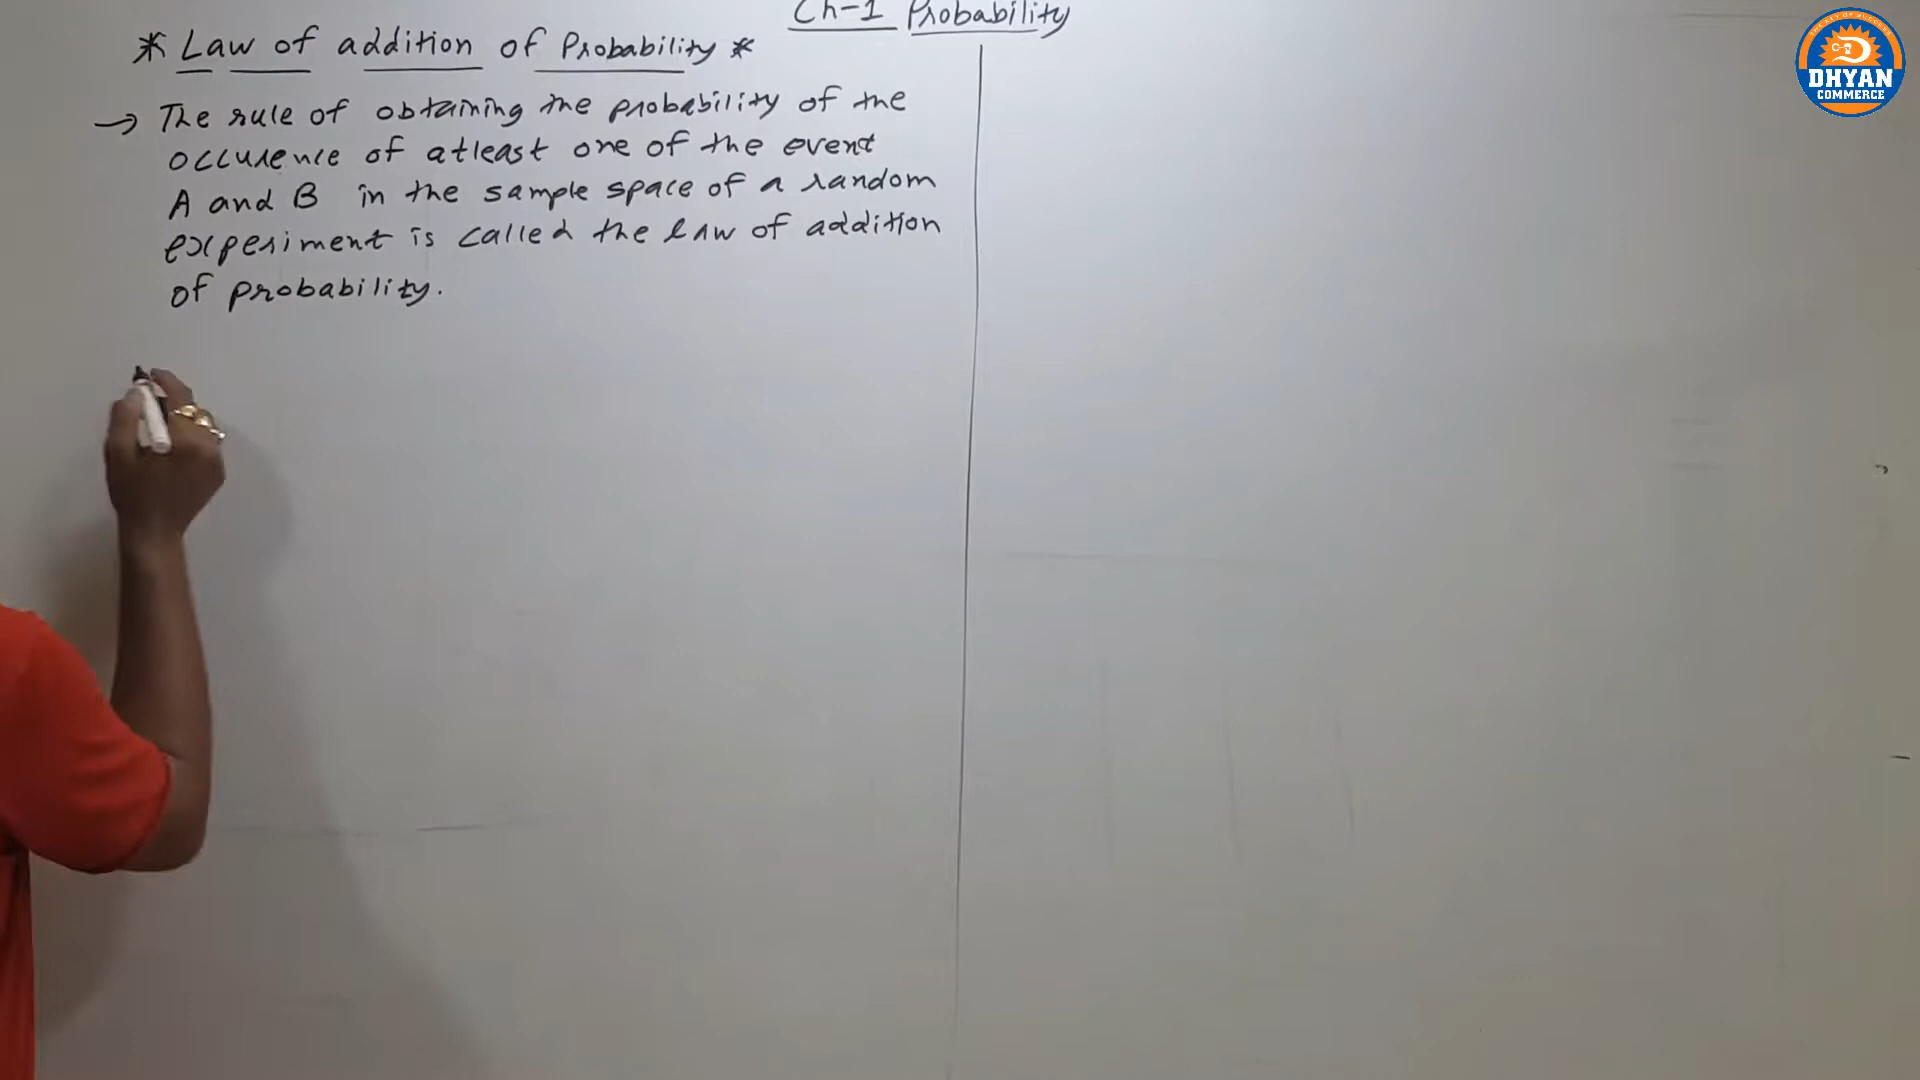 Ch-1 Probability
* Law of addition of Probability *
→ The rule of obtaining the probability of the
occurence of atleast one of the event
A and B in the sample space of a random
experiment is called the law of addition
of probability.
DHYAN
COMMERCE